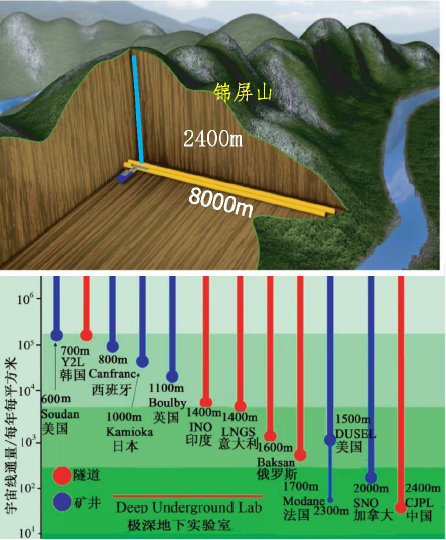 锦屏山
2400m
8000m
宇宙线通量/每年每平方米
10⁶
10⁵
10⁴
10³
10²
10¹
600m
Soudan
美国
700m
Y2L
韩国
800m
Canfranc
西班牙
1000m
Kamioka
日本
1100m
Boulby
英国
1400m
INO
印度
1400m
LNGS
意大利
1600m
Baksan
俄罗斯
1700m
Modane
法国
1500m
DUSEL
美国
2300m
2000m
SNO
加拿大
2400m
CJPL
中国
隧道
矿井
Deep Underground Lab
极深地下实验室